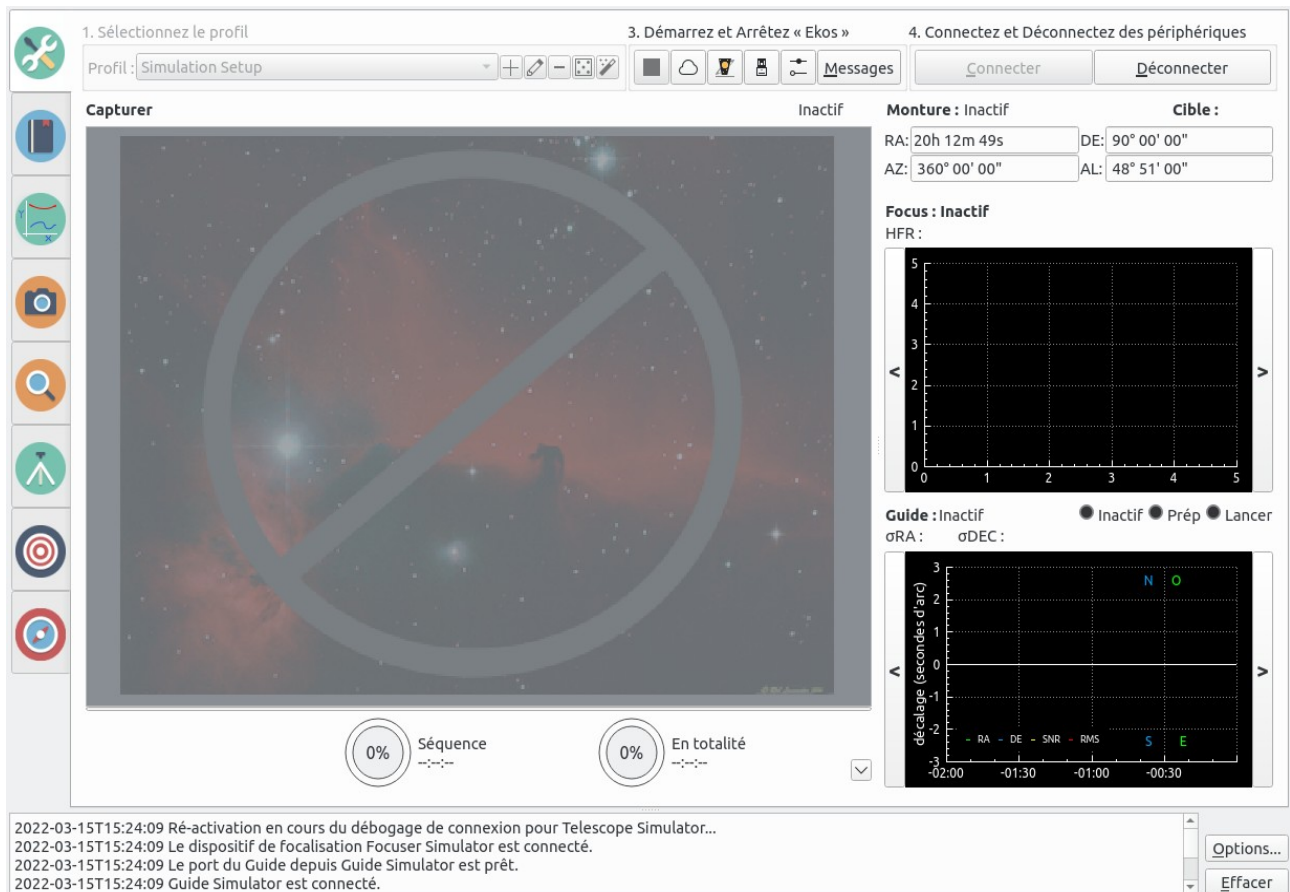 1. Sélectionnez le profil
3. Démarrez et Arrêtez « Ekos »
4. Connectez et Déconnectez des périphériques
Profil : Simulation Setup
Messages
Connecter
Déconnecter
Capturer
Inactif
Monture : Inactif
Cible :
RA: 20h 12m 49s
DE: 90° 00' 00"
AZ: 360° 00' 00"
AL: 48° 51' 00"
Focus : Inactif
HFR :
5
4
3
2
1
0
0 1 2 3 4 5
< >
Guide : Inactif
Inactif Prép Lancer
σRA : σDEC :
décalage (secondes d'arc)
3
2
1
0
-1
-2
-3
N O
S E
- RA - DE - SNR - RMS
-02:00 -01:30 -01:00 -00:30
< >
0% Séquence
--:--:--
0% En totalité
--:--:--
Y
X
2022-03-15T15:24:09 Ré-activation en cours du débogage de connexion pour Telescope Simulator...
2022-03-15T15:24:09 Le dispositif de focalisation Focuser Simulator est connecté.
2022-03-15T15:24:09 Le port du Guide depuis Guide Simulator est prêt.
2022-03-15T15:24:09 Guide Simulator est connecté.
Options...
Effacer